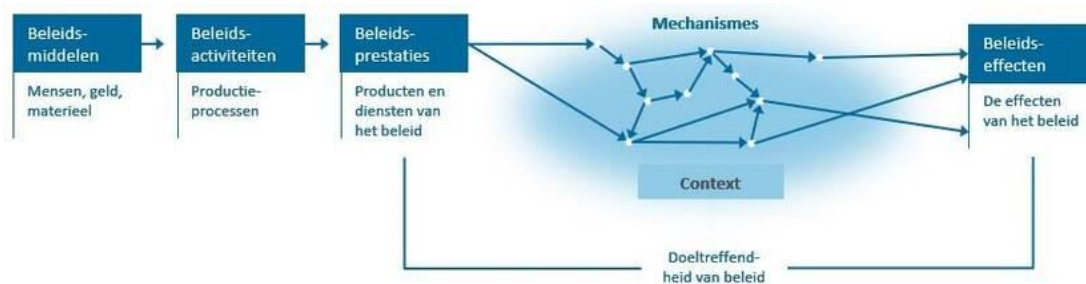 Beleids-
middelen
Mensen, geld,
materieel
Beleids-
activiteiten
Productie-
processen
Beleids-
prestaties
Producten en
diensten van
het beleid
Mechanismes
Context
Beleids-
effecten
De effecten
van het beleid
Doeltreffend-
heid van beleid